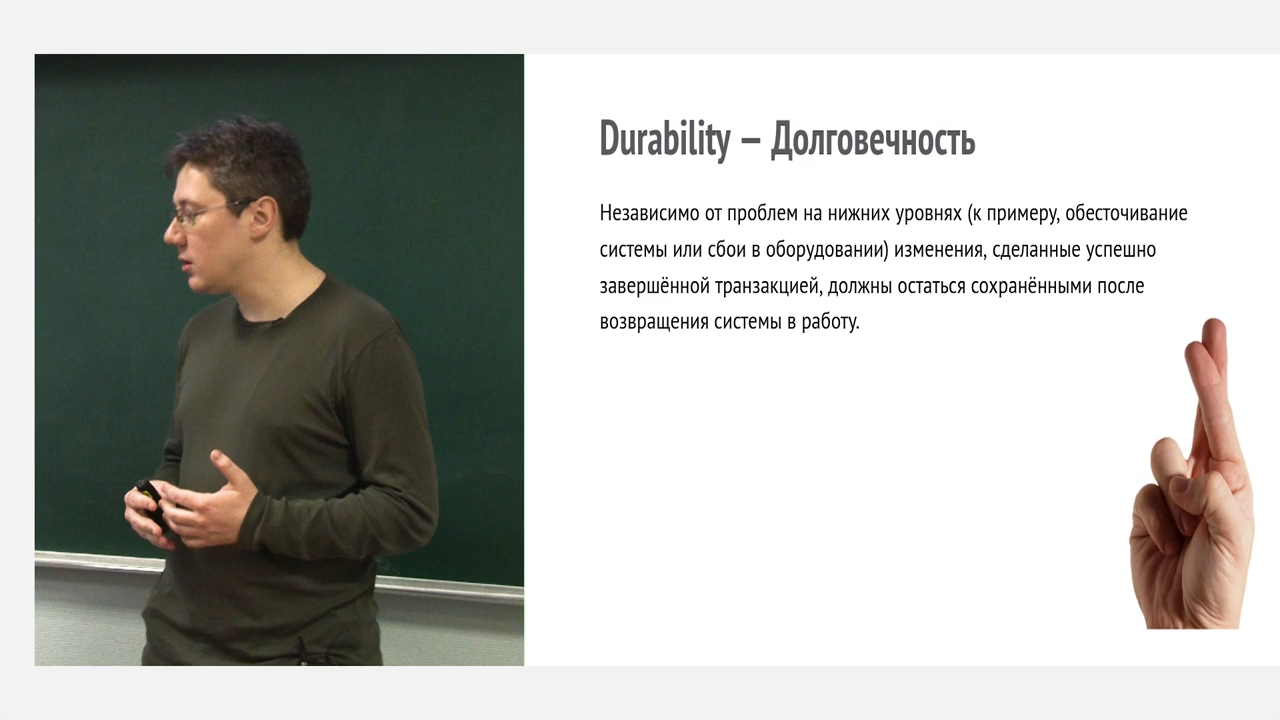 Durability — Долговечность
Независимо от проблем на нижних уровнях (к примеру, обесточивание
системы или сбои в оборудовании) изменения, сделанные успешно
завершённой транзакцией, должны остаться сохранёнными после
возвращения системы в работу.